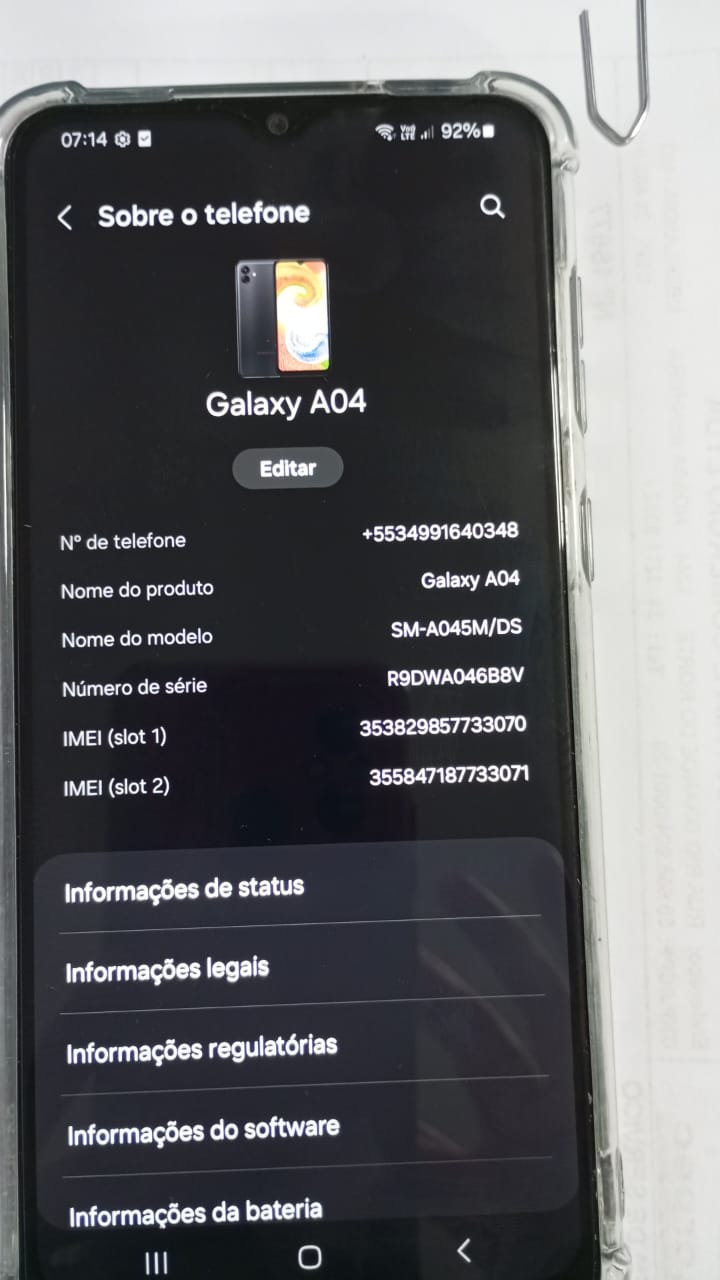 07:14 92%
Sobre o telefone
Galaxy A04
Editar
Nº de telefone +5534991640348
Nome do produto Galaxy A04
Nome do modelo SM-A045M/DS
Número de série R9DWA046B8V
IMEI (slot 1) 353829857733070
IMEI (slot 2) 355847187733071
Informações de status
Informações legais
Informações regulatórias
Informações do software
Informações da bateria